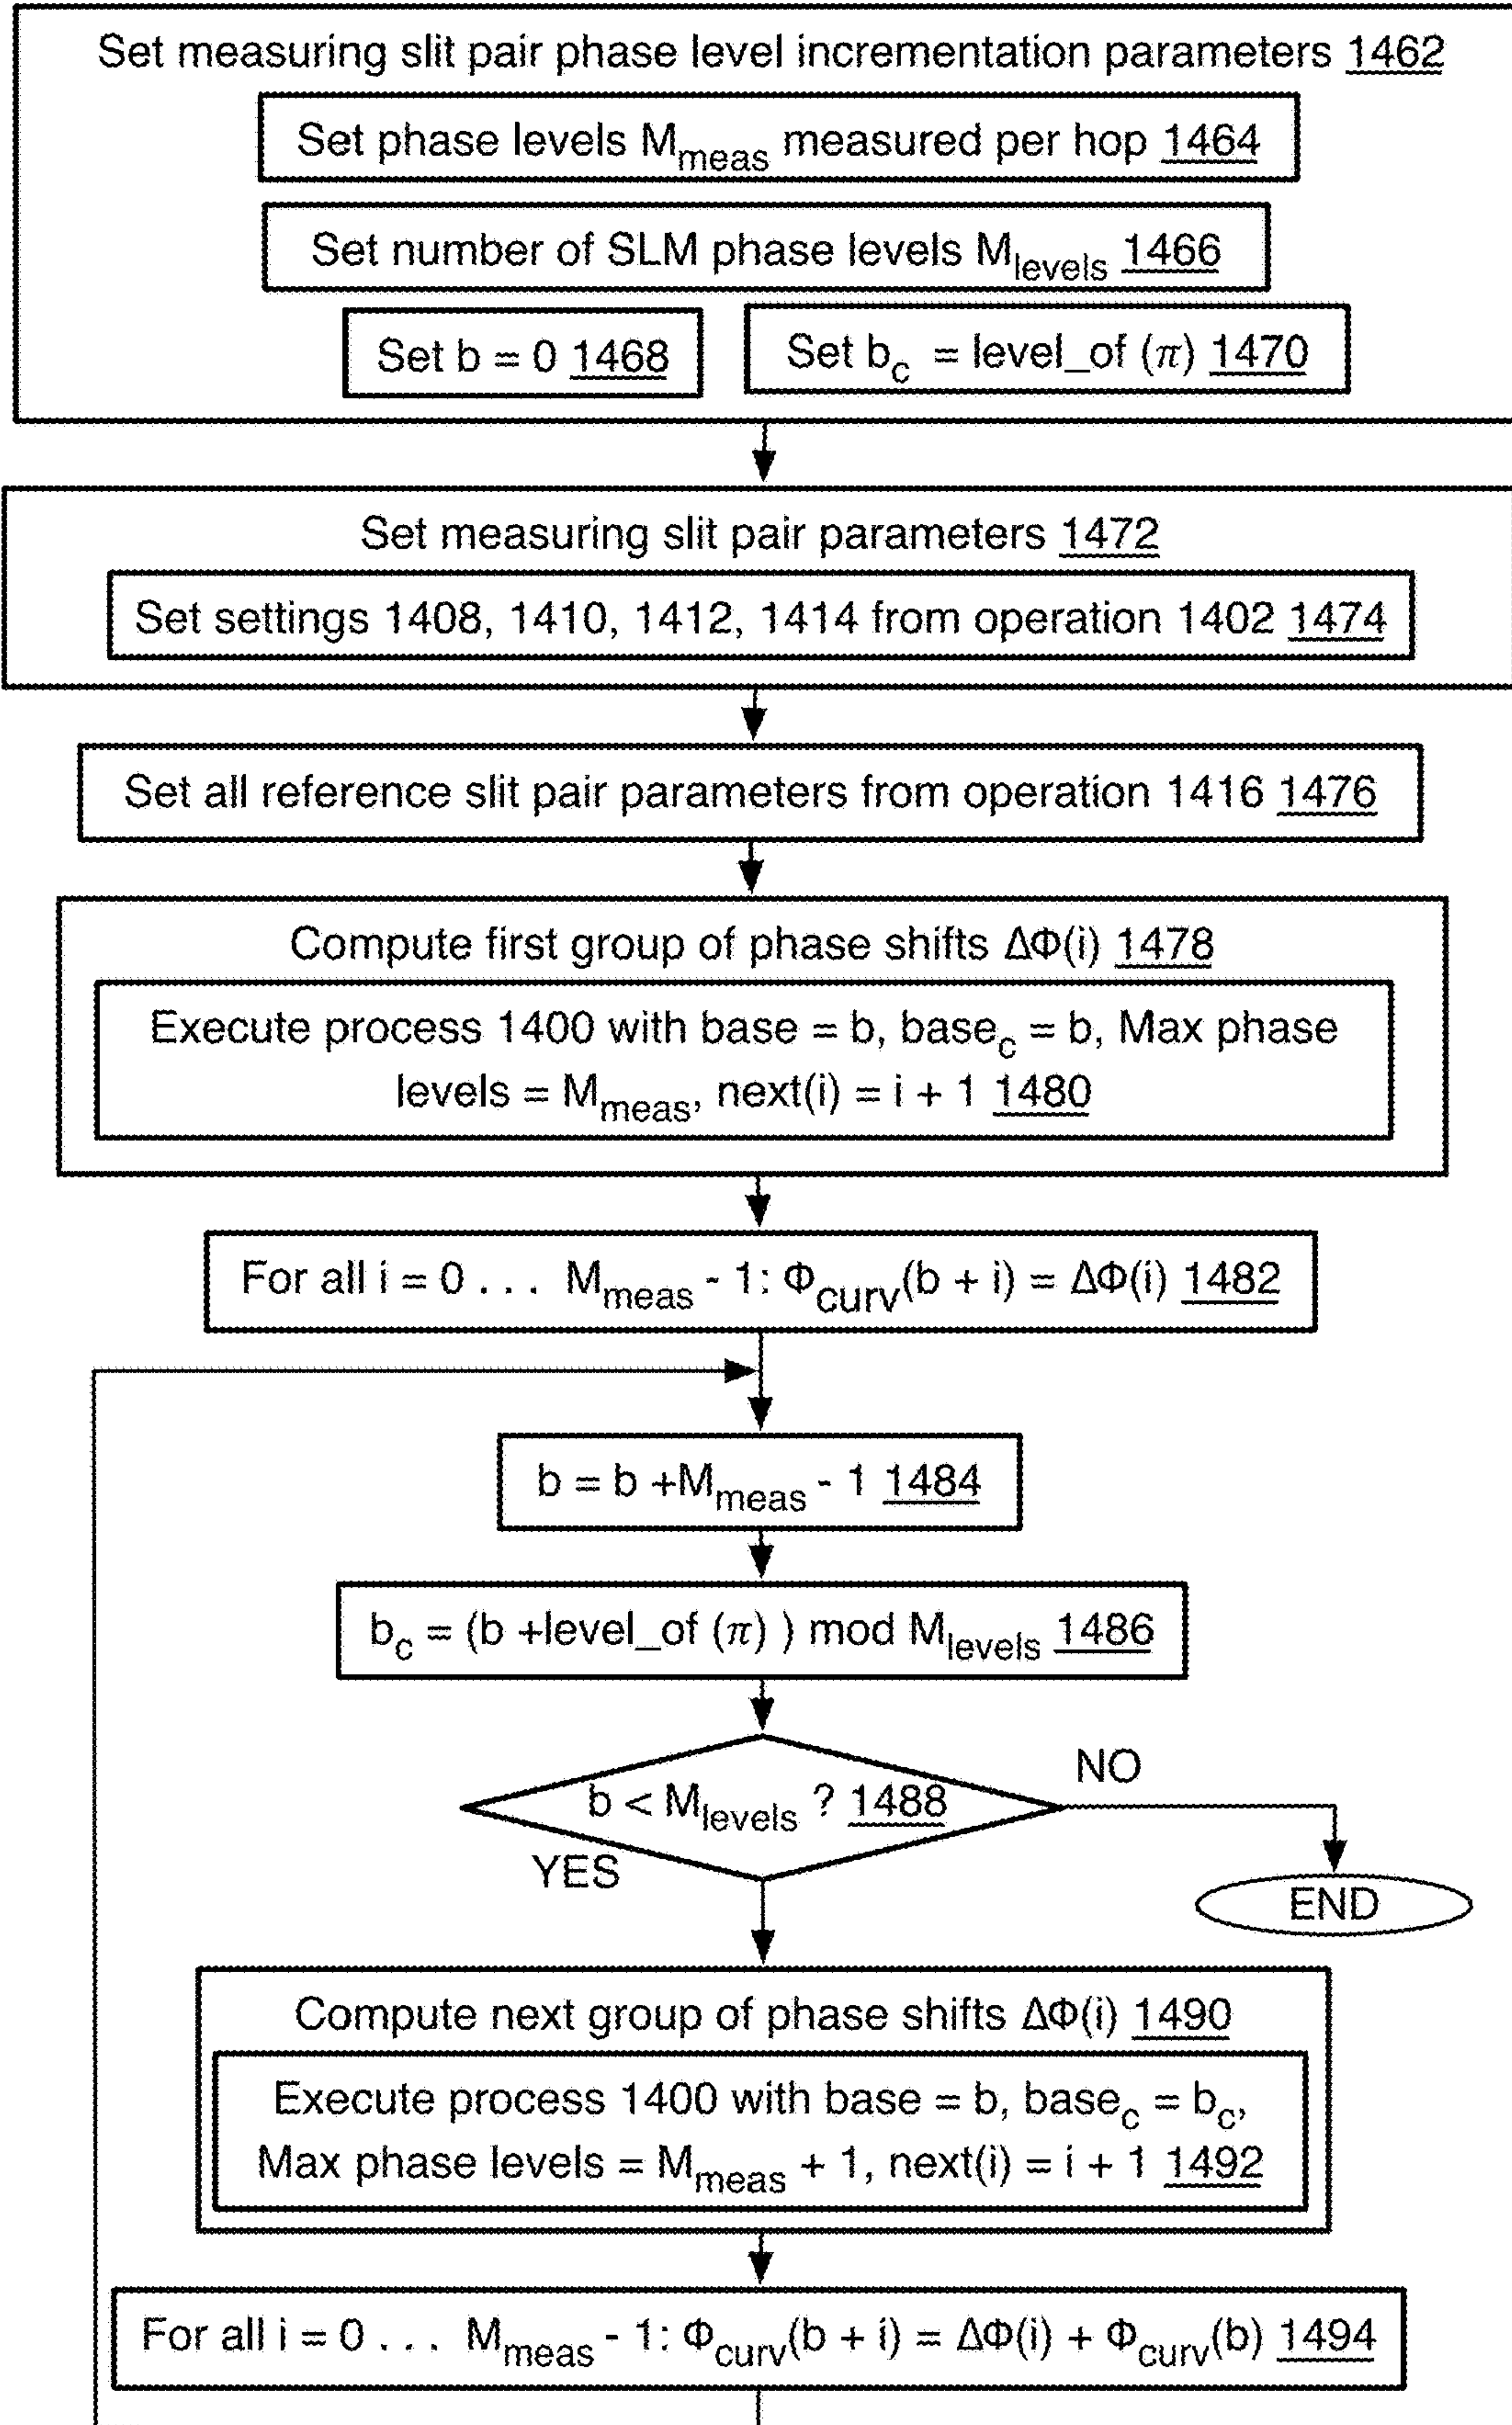 Set measuring slit pair phase level incrementation parameters 1462
Set phase levels Mmeas measured per hop 1464
Set number of SLM phase levels Mlevels 1466
Set b = 0 1468
Set bc = level_of (π) 1470
Set measuring slit pair parameters 1472
Set settings 1408, 1410, 1412, 1414 from operation 1402 1474
Set all reference slit pair parameters from operation 1416 1476
Compute first group of phase shifts ΔΦ(i) 1478
Execute process 1400 with base = b, basec = b, Max phase
levels = Mmeas, next(i) = i + 1 1480
For all i = 0 . . . Mmeas - 1: Φcurv(b + i) = ΔΦ(i) 1482
b = b +Mmeas - 1 1484
bc = (b +level_of (π) ) mod Mlevels 1486
b < Mlevels ? 1488
NO
YES
END
Compute next group of phase shifts ΔΦ(i) 1490
Execute process 1400 with base = b, basec = bc,
Max phase levels = Mmeas + 1, next(i) = i + 1 1492
For all i = 0 . . . Mmeas - 1: Φcurv(b + i) = ΔΦ(i) + Φcurv(b) 1494